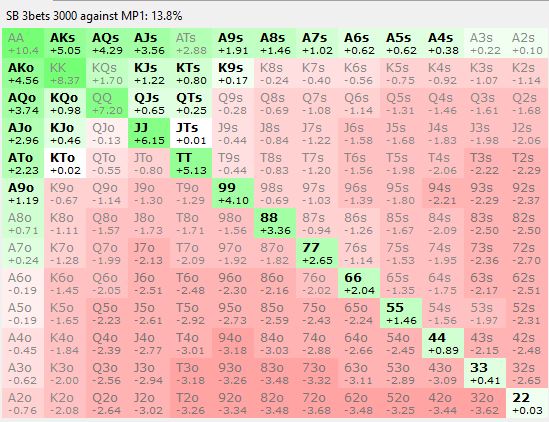 SB 3bets 3000 against MP1: 13.8%
AA AKs AQs AJs ATs A9s A8s A7s A6s A5s A4s A3s A2s
+10.4 +5.05 +4.29 +3.56 +2.88 +1.91 +1.46 +1.02 +0.62 +0.62 +0.38 +0.22 +0.10
AKo KK KQs KJs KTs K9s K8s K7s K6s K5s K4s K3s K2s
+4.56 +8.37 +1.70 +1.22 +0.80 +0.17 -0.24 -0.40 -0.56 -0.75 -0.92 -1.07 -1.14
AQo KQo QQ QJs QTs Q9s Q8s Q7s Q6s Q5s Q4s Q3s Q2s
+3.74 +0.98 +7.20 +0.65 +0.25 -0.28 -0.69 -1.08 -1.14 -1.31 -1.46 -1.61 -1.68
AJo KJo QJo JJ JTs J9s J8s J7s J6s J5s J4s J3s J2s
+2.96 +0.46 -0.13 +6.15 +0.01 -0.44 -0.84 -1.22 -1.58 -1.68 -1.83 -1.98 -2.06
ATo KTo QTo JTo TT T9s T8s T7s T6s T5s T4s T3s T2s
+2.23 +0.02 -0.55 -0.80 +5.13 -0.44 -0.83 -1.20 -1.56 -1.98 -2.06 -2.22 -2.29
A9o K9o Q9o J9o T9o 99 98s 97s 96s 95s 94s 93s 92s
+1.19 -0.67 -1.14 -1.30 -1.29 +4.10 -0.69 -1.03 -1.39 -1.80 -2.21 -2.29 -2.37
A8o K8o Q8o J8o T8o 98o 88 87s 86s 85s 84s 83s 82s
+0.71 -1.11 -1.57 -1.73 -1.71 -1.56 +3.36 -0.94 -1.26 -1.67 -2.09 -2.50 -2.50
A7o K7o Q7o J7o T7o 97o 87o 77 76s 75s 74s 73s 72s
+0.24 -1.28 -1.99 -2.13 -2.09 -1.92 -1.82 +2.65 -1.14 -1.53 -1.95 -2.36 -2.70
A6o K6o Q6o J6o T6o 96o 86o 76o 66 65s 64s 63s 62s
-0.19 -1.45 -2.05 -2.51 -2.48 -2.30 -2.16 -2.02 +2.04 -1.35 -1.75 -2.17 -2.51
A5o K5o Q5o J5o T5o 95o 85o 75o 65o 55 54s 53s 52s
-0.19 -1.65 -2.23 -2.61 -2.92 -2.73 -2.59 -2.43 -2.24 +1.46 -1.56 -1.97 -2.31
A4o K4o Q4o J4o T4o 94o 84o 74o 64o 54o 44 43s 42s
-0.45 -1.84 -2.39 -2.77 -3.01 -3.18 -3.03 -2.88 -2.66 -2.45 +0.89 -2.15 -2.48
A3o K3o Q3o J3o T3o 93o 83o 73o 63o 53o 43o 33 32s
-0.62 -2.00 -2.56 -2.94 -3.18 -3.26 -3.48 -3.32 -3.11 -2.89 -3.09 +0.41 -2.65
A2o K2o Q2o J2o T2o 92o 82o 72o 62o 52o 42o 32o 22
-0.76 -2.08 -2.64 -3.02 -3.26 -3.34 -3.48 -3.68 -3.48 -3.25 -3.44 -3.62 +0.03